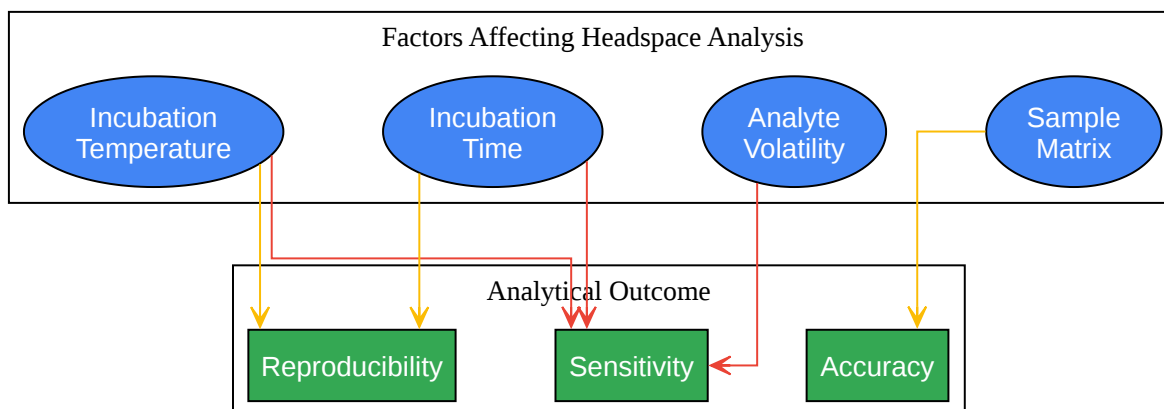 Factors Affecting Headspace Analysis
Incubation
Temperature
Incubation
Time
Analyte
Volatility
Sample
Matrix
Analytical Outcome
Reproducibility
Sensitivity
Accuracy